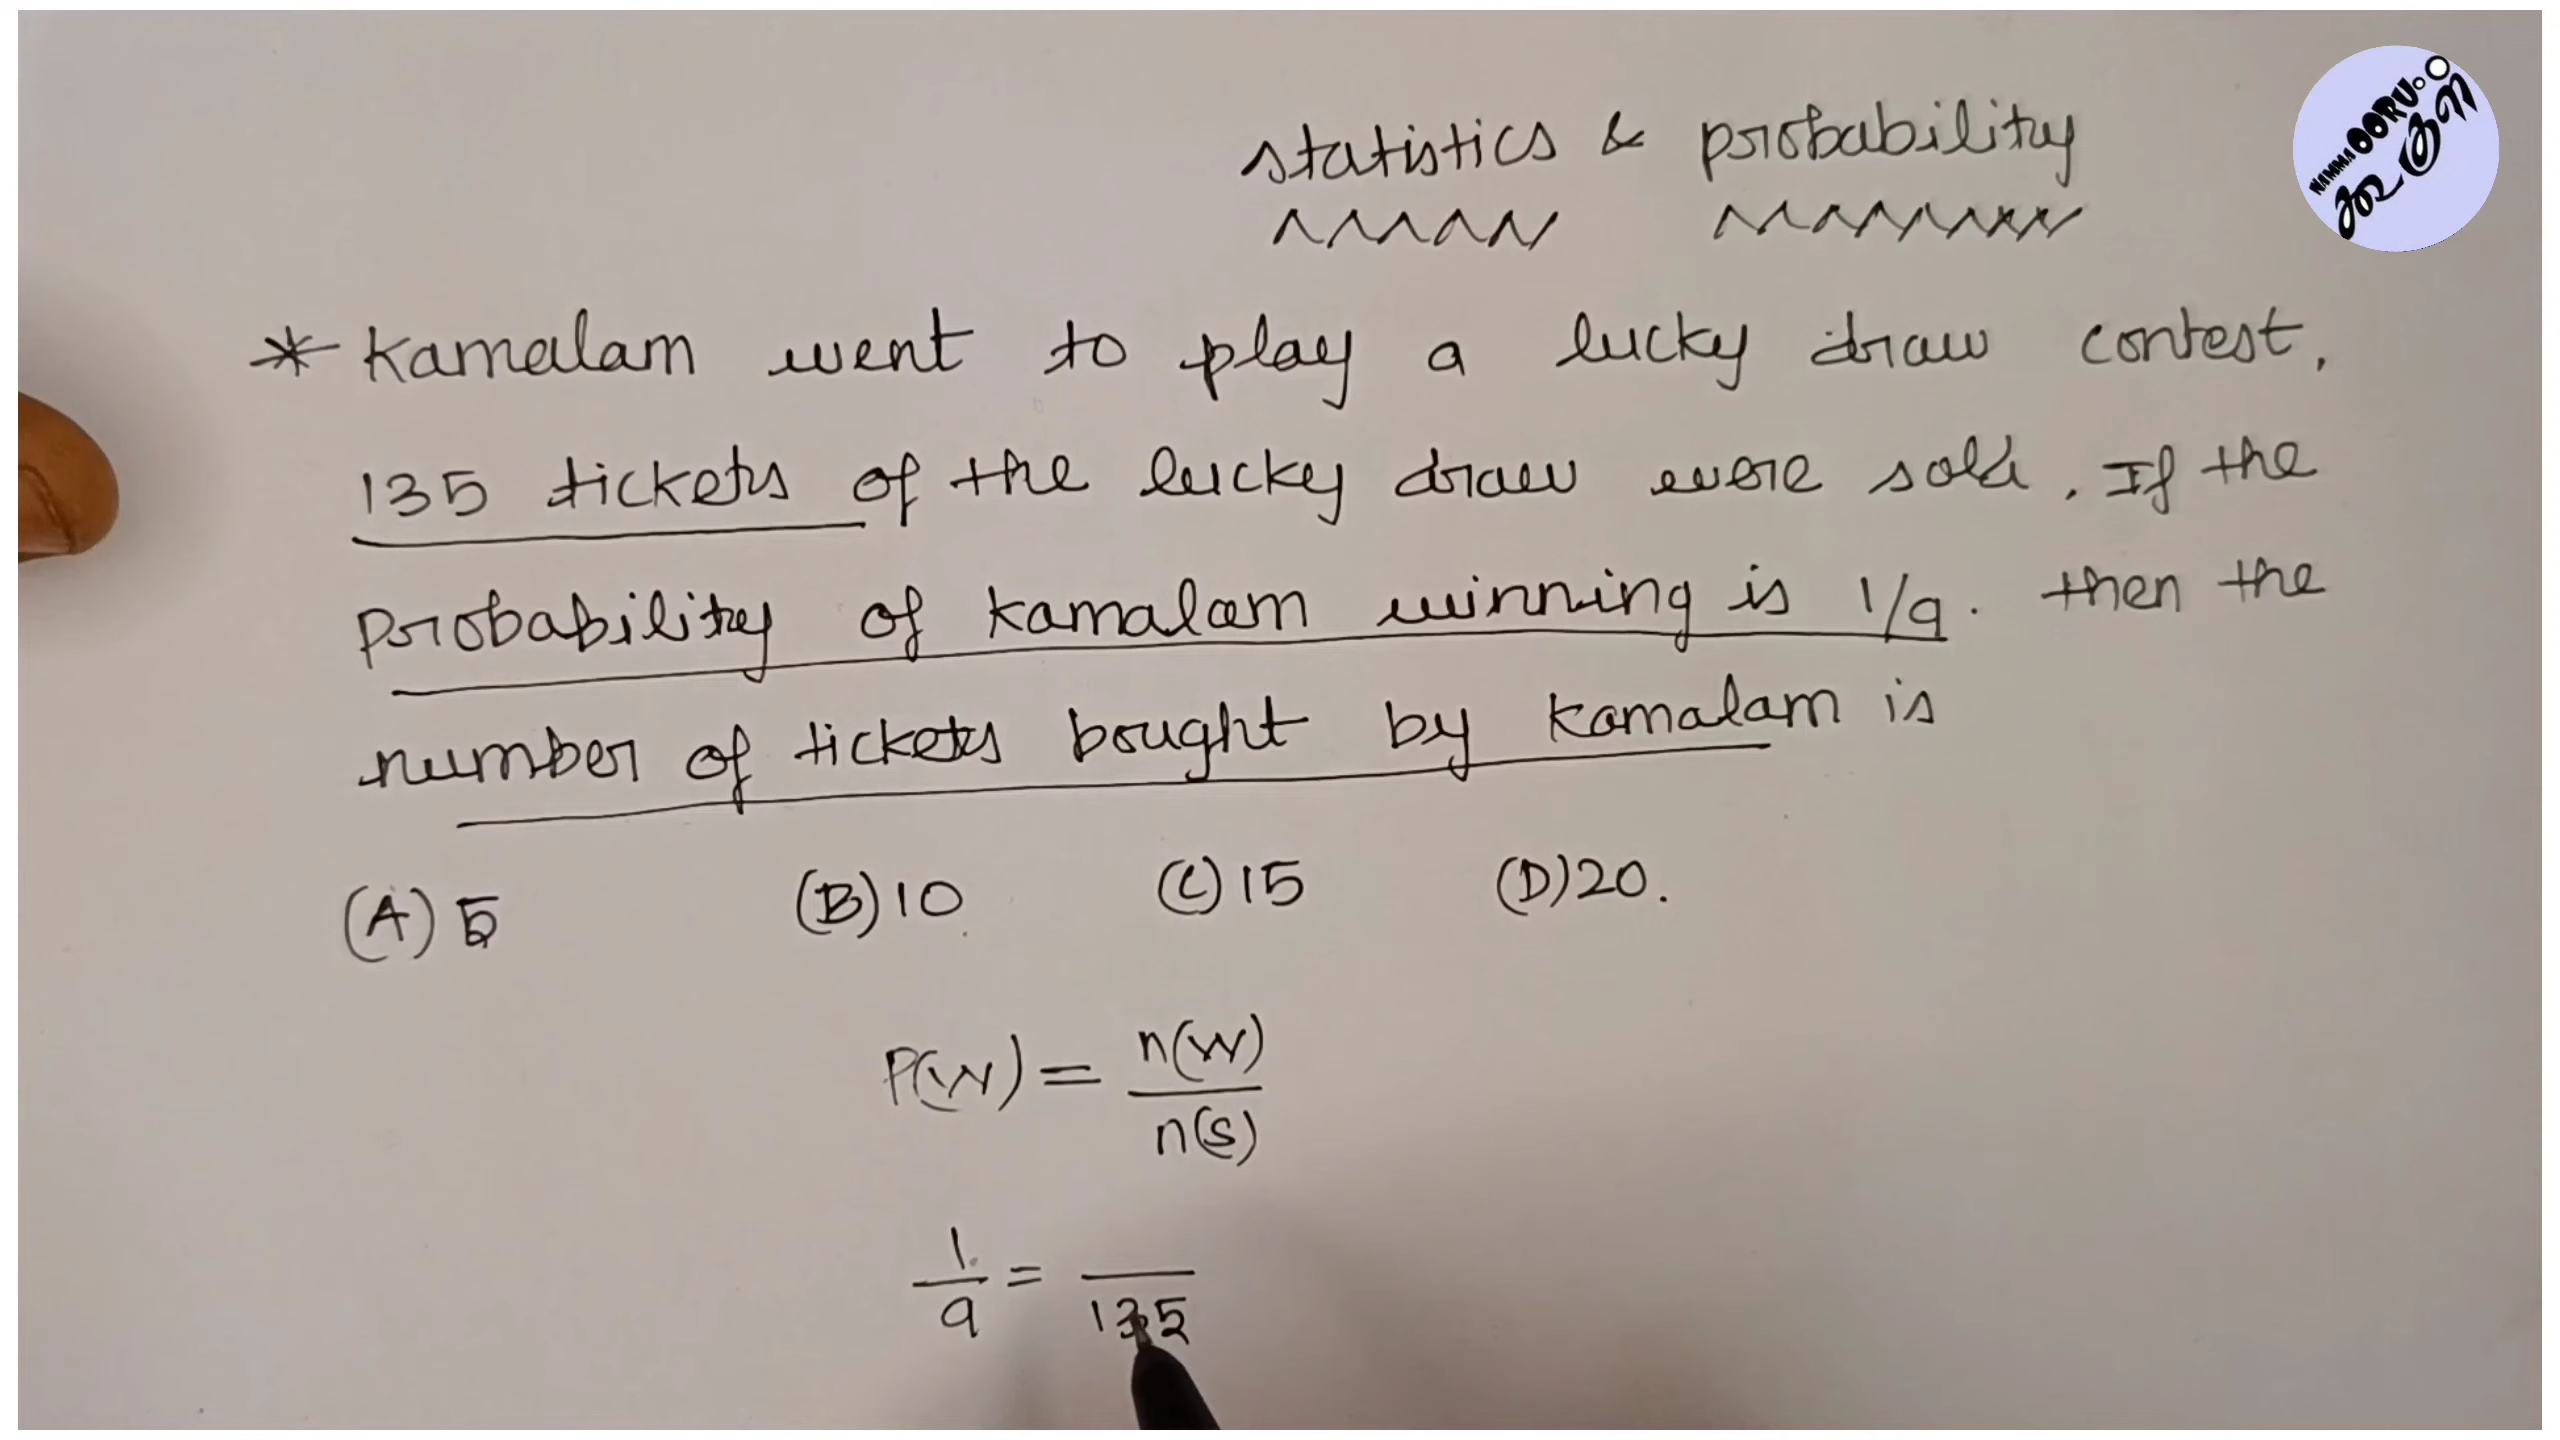 statistics & probability
NAMMA OORU
* Kamalam went to play a lucky draw contest,
135 tickets of the lucky draw were sold. If the
probability of kamalam winning is 1/9. then the
number of tickets bought by kamalam is
(A) 5 (B) 10 (C) 15 (D) 20.
P(W) = n(W)/n(S)
1/9 = /135